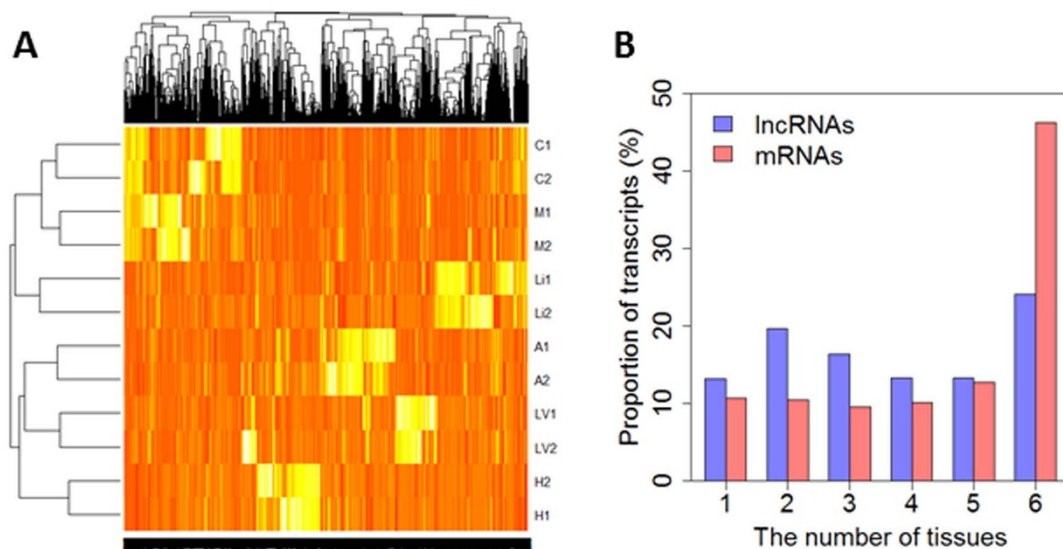 A
C1
C2
M1
M2
Li1
Li2
A1
A2
LV1
LV2
H2
H1
B
Proportion of transcripts (%)
50
40
30
20
10
0
lncRNAs
mRNAs
1 2 3 4 5 6
The number of tissues